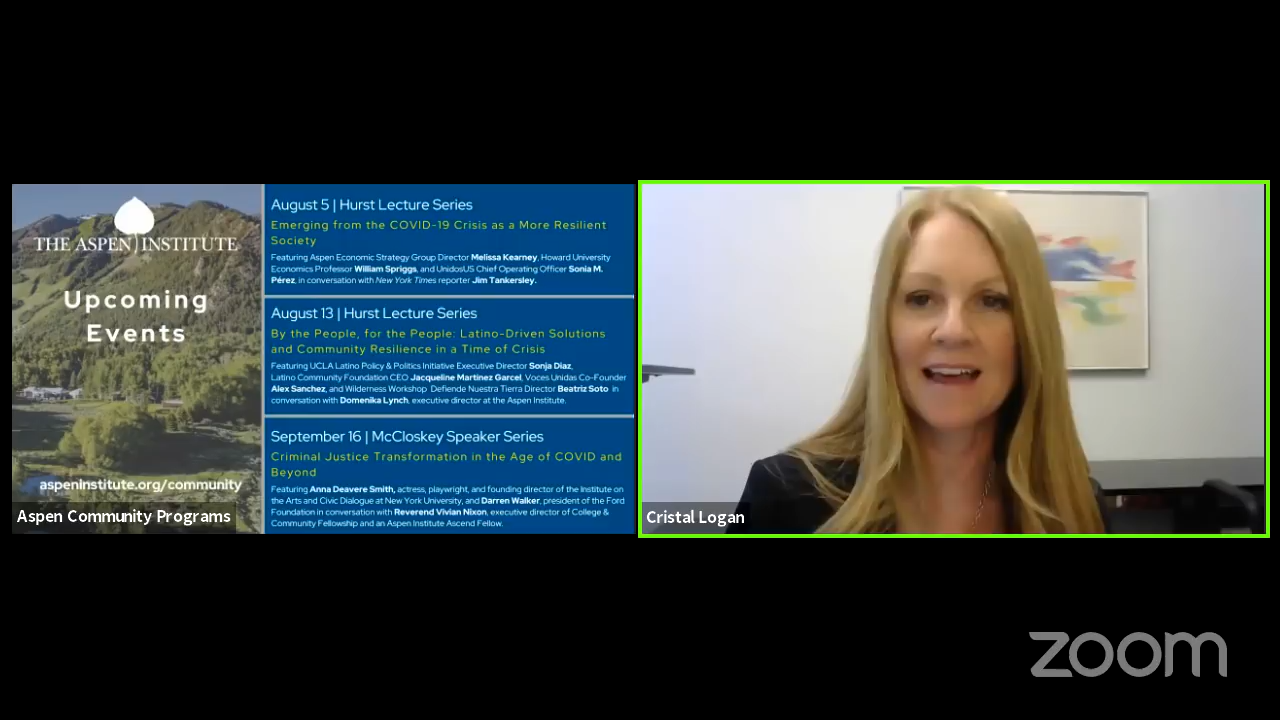 THE ASPEN INSTITUTE
Upcoming
Events
aspeninstitute.org/community
Aspen Community Programs
August 5 | Hurst Lecture Series
Emerging from the COVID-19 Crisis as a More Resilient
Society
Featuring Aspen Economic Strategy Group Director Melissa Kearney, Howard University
Economics Professor William Spriggs, and UnidosUS Chief Operating Officer Sonia M.
Pérez, in conversation with New York Times reporter Jim Tankersley.
August 13 | Hurst Lecture Series
By the People, for the People: Latino-Driven Solutions
and Community Resilience in a Time of Crisis
Featuring UCLA Latino Policy & Politics Initiative Executive Director Sonja Diaz,
Latino Community Foundation CEO Jacqueline Martinez Garcel, Voces Unidas Co-Founder
Alex Sanchez, and Wilderness Workshop Defiende Nuestra Tierra Director Beatriz Soto in
conversation with Domenika Lynch, executive director at the Aspen Institute.
September 16 | McCloskey Speaker Series
Criminal Justice Transformation in the Age of COVID and
Beyond
Featuring Anna Deavere Smith, actress, playwright, and founding director of the Institute on
the Arts and Civic Dialogue at New York University, and Darren Walker, president of the Ford
Foundation in conversation with Reverend Vivian Nixon, executive director of College &
Community Fellowship and an Aspen Institute Ascend Fellow.
Cristal Logan
zoom